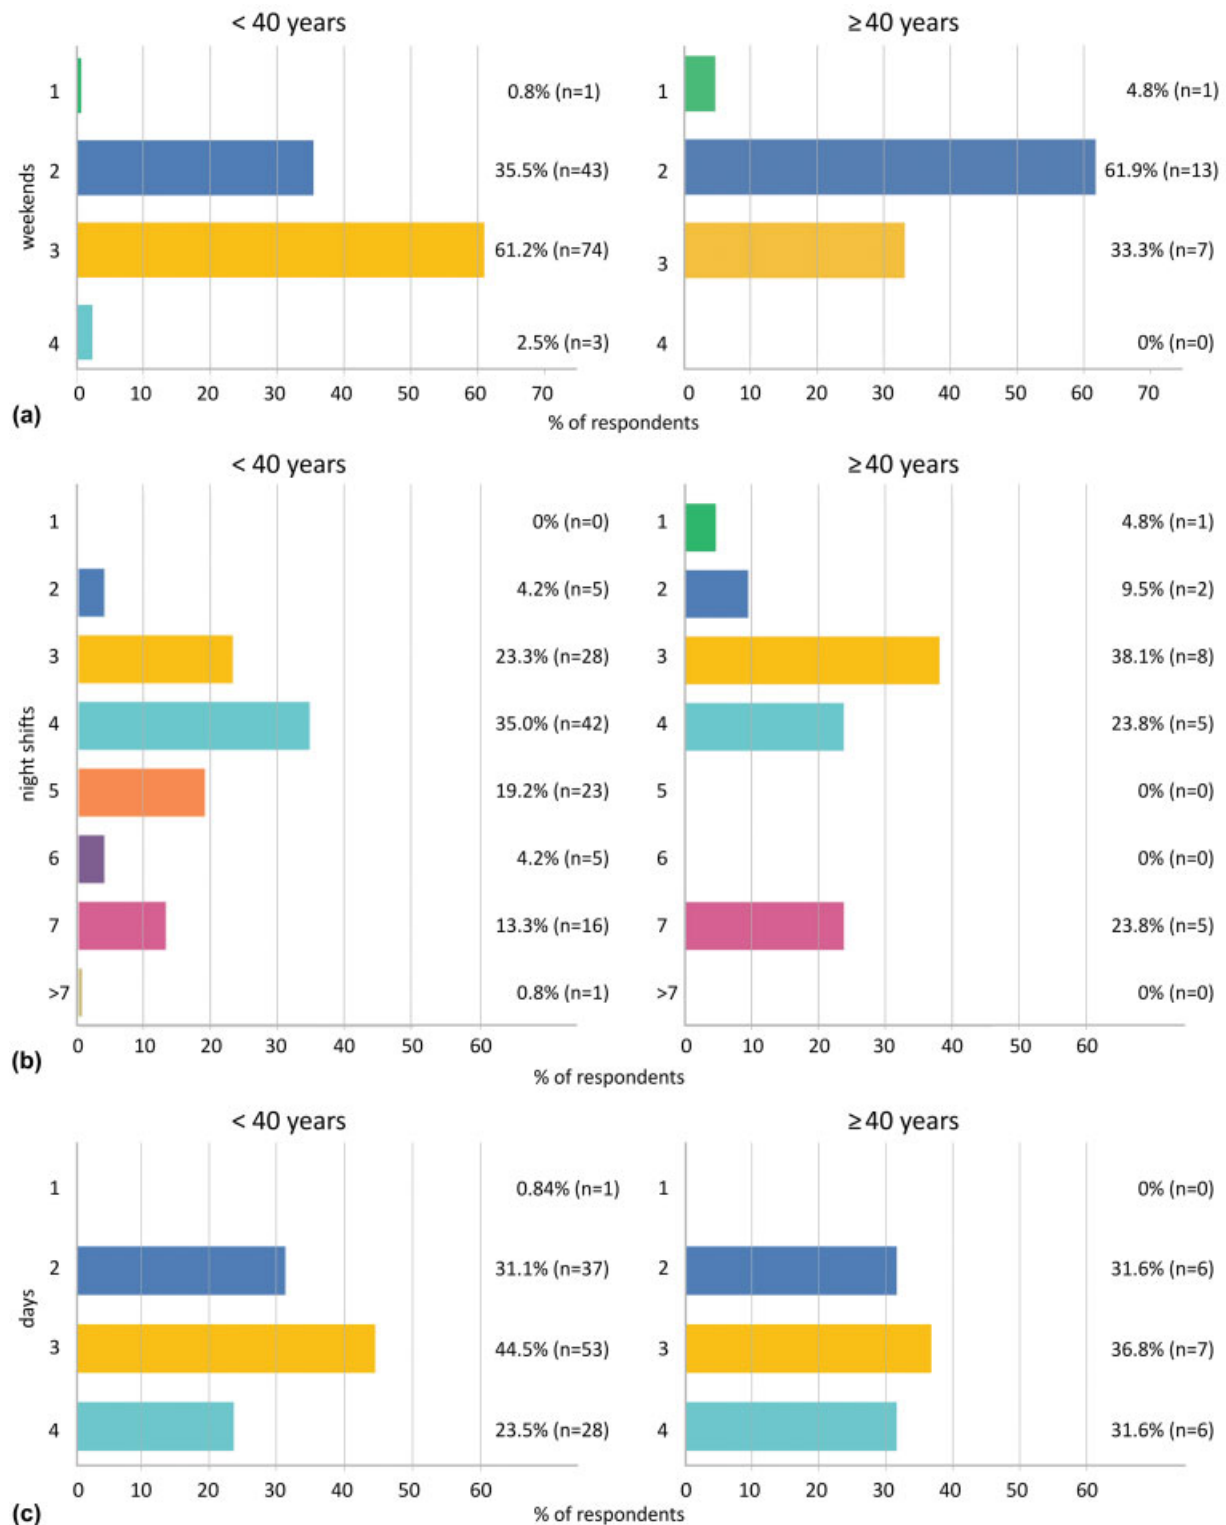 < 40 years
≥40 years
weekends
1
0.8% (n=1)
1
4.8% (n=1)
2
35.5% (n=43)
2
61.9% (n=13)
3
61.2% (n=74)
3
33.3% (n=7)
4
2.5% (n=3)
4
0% (n=0)
0 10 20 30 40 50 60 70
0 10 20 30 40 50 60 70
(a)
% of respondents
< 40 years
≥40 years
night shifts
1
0% (n=0)
1
4.8% (n=1)
2
4.2% (n=5)
2
9.5% (n=2)
3
23.3% (n=28)
3
38.1% (n=8)
4
35.0% (n=42)
4
23.8% (n=5)
5
19.2% (n=23)
5
0% (n=0)
6
4.2% (n=5)
6
0% (n=0)
7
13.3% (n=16)
7
23.8% (n=5)
>7
0.8% (n=1)
>7
0% (n=0)
0 10 20 30 40 50 60
0 10 20 30 40 50 60
(b)
% of respondents
< 40 years
≥40 years
days
1
0.84% (n=1)
1
0% (n=0)
2
31.1% (n=37)
2
31.6% (n=6)
3
44.5% (n=53)
3
36.8% (n=7)
4
23.5% (n=28)
4
31.6% (n=6)
0 10 20 30 40 50 60
0 10 20 30 40 50 60
(c)
% of respondents